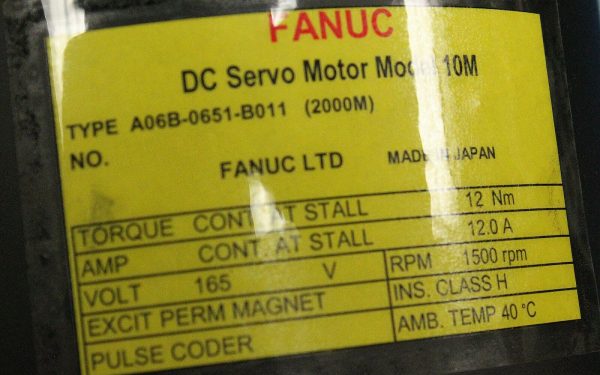 FANUC
DC Servo Motor Model 10M
TYPE A06B-0651-B011 (2000M)
NO.
FANUC LTD MADE IN JAPAN
TORQUE CONT. AT STALL 12 Nm
AMP CONT. AT STALL 12.0 A
VOLT 165 V RPM 1500 rpm
EXCIT PERM MAGNET INS. CLASS H
PULSE CODER AMB. TEMP 40 °C